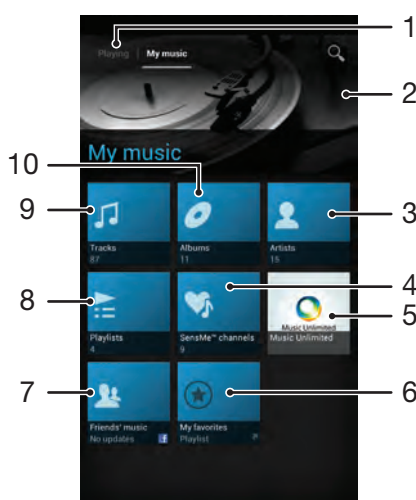 1
Playing | My music
2
My music
10
9
3
Tracks
87
Albums
11
Artists
15
8
4
5
Playlists
4
SensMe™ channels
9
Music Unlimited
Music Unlimited
7
6
Friends' music
No updates
f
My favorites
Playlist